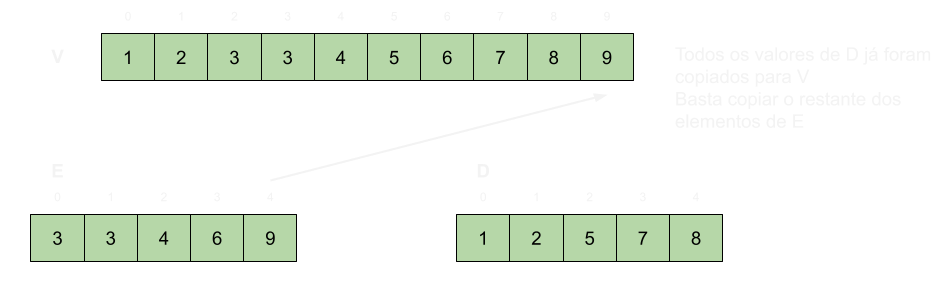 0 1 2 3 4 5 6 7 8 9
V 1 2 3 3 4 5 6 7 8 9
Todos os valores de D já foram
copiados para V
Basta copiar o restante dos
elementos de E
E
0 1 2 3 4
3 3 4 6 9
D
0 1 2 3 4
1 2 5 7 8